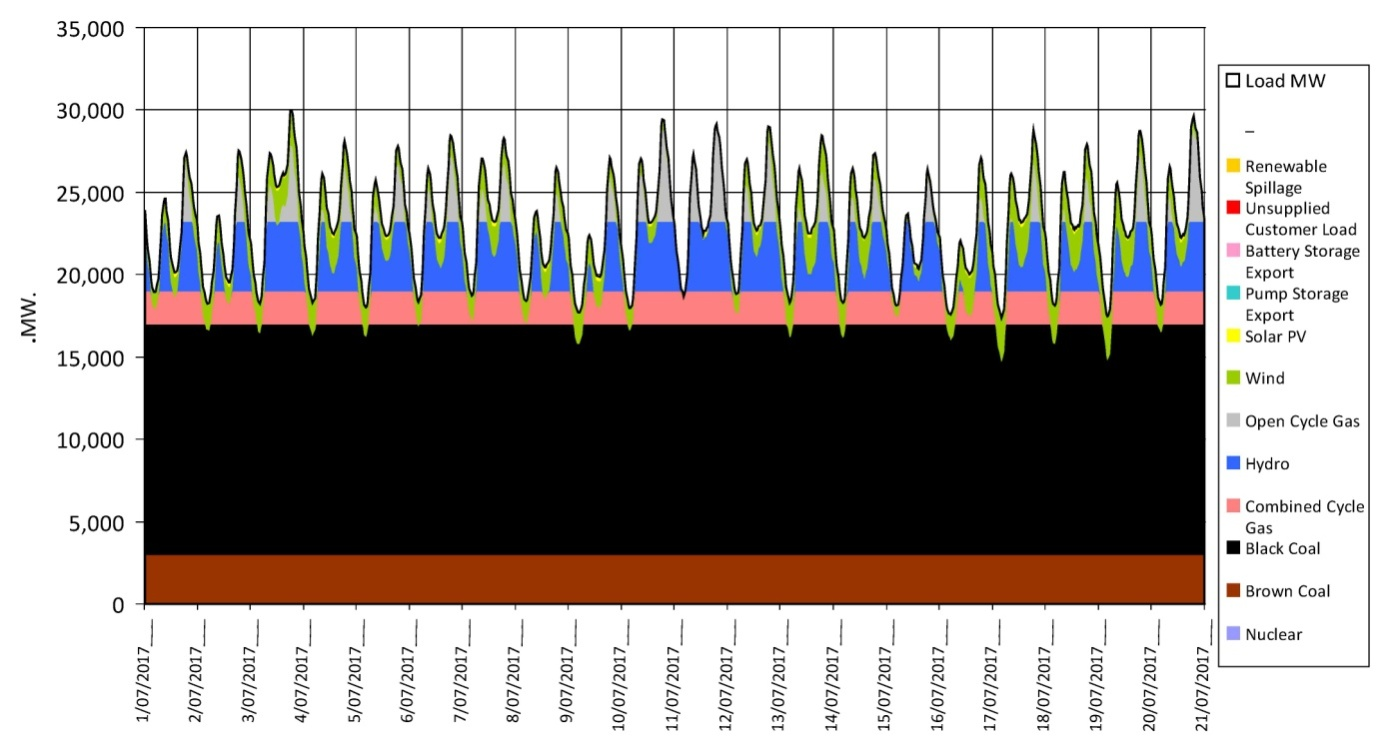 35,000
30,000
25,000
20,000
15,000
10,000
5,000
0
.MW.
1/07/2017
2/07/2017
3/07/2017
4/07/2017
5/07/2017
6/07/2017
7/07/2017
8/07/2017
9/07/2017
10/07/2017
11/07/2017
12/07/2017
13/07/2017
14/07/2017
15/07/2017
16/07/2017
17/07/2017
18/07/2017
19/07/2017
20/07/2017
21/07/2017
Load MW
–
Renewable
Spillage
Unsupplied
Customer Load
Battery Storage
Export
Pump Storage
Export
Solar PV
Wind
Open Cycle Gas
Hydro
Combined Cycle
Gas
Black Coal
Brown Coal
Nuclear